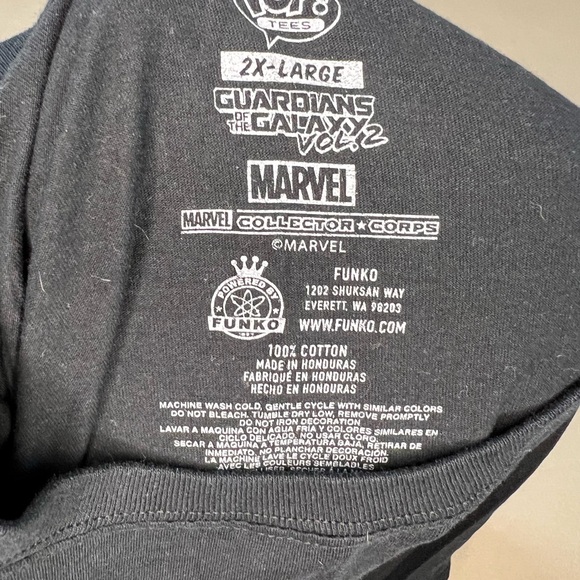 POP!
TEES
2X-LARGE
GUARDIANS
OF THE GALAXY
VOL. 2
MARVEL
MARVEL COLLECTOR★CORPS
©MARVEL
POWERED BY
FUNKO
FUNKO
1202 SHUKSAN WAY
EVERETT, WA 98203
WWW.FUNKO.COM
100% COTTON
MADE IN HONDURAS
FABRIQUÉ EN HONDURAS
HECHO EN HONDURAS
MACHINE WASH COLD, GENTLE CYCLE WITH SIMILAR COLORS
DO NOT BLEACH. TUMBLE DRY LOW, REMOVE PROMPTLY
DO NOT IRON DECORATION
LAVAR A MAQUINA CON AGUA FRIA Y COLORES SIMILARES EN
CICLO DELICADO. NO USAR CLORO.
SECAR A MAQUINA A TEMPERATURA BAJA, RETIRAR DE
INMEDIATO. NO PLANCHAR DECORACION.
LA MACHINE LAVE LE CYCLE DOUX FROID
AVEC LES COULEURS SEMBLABLES